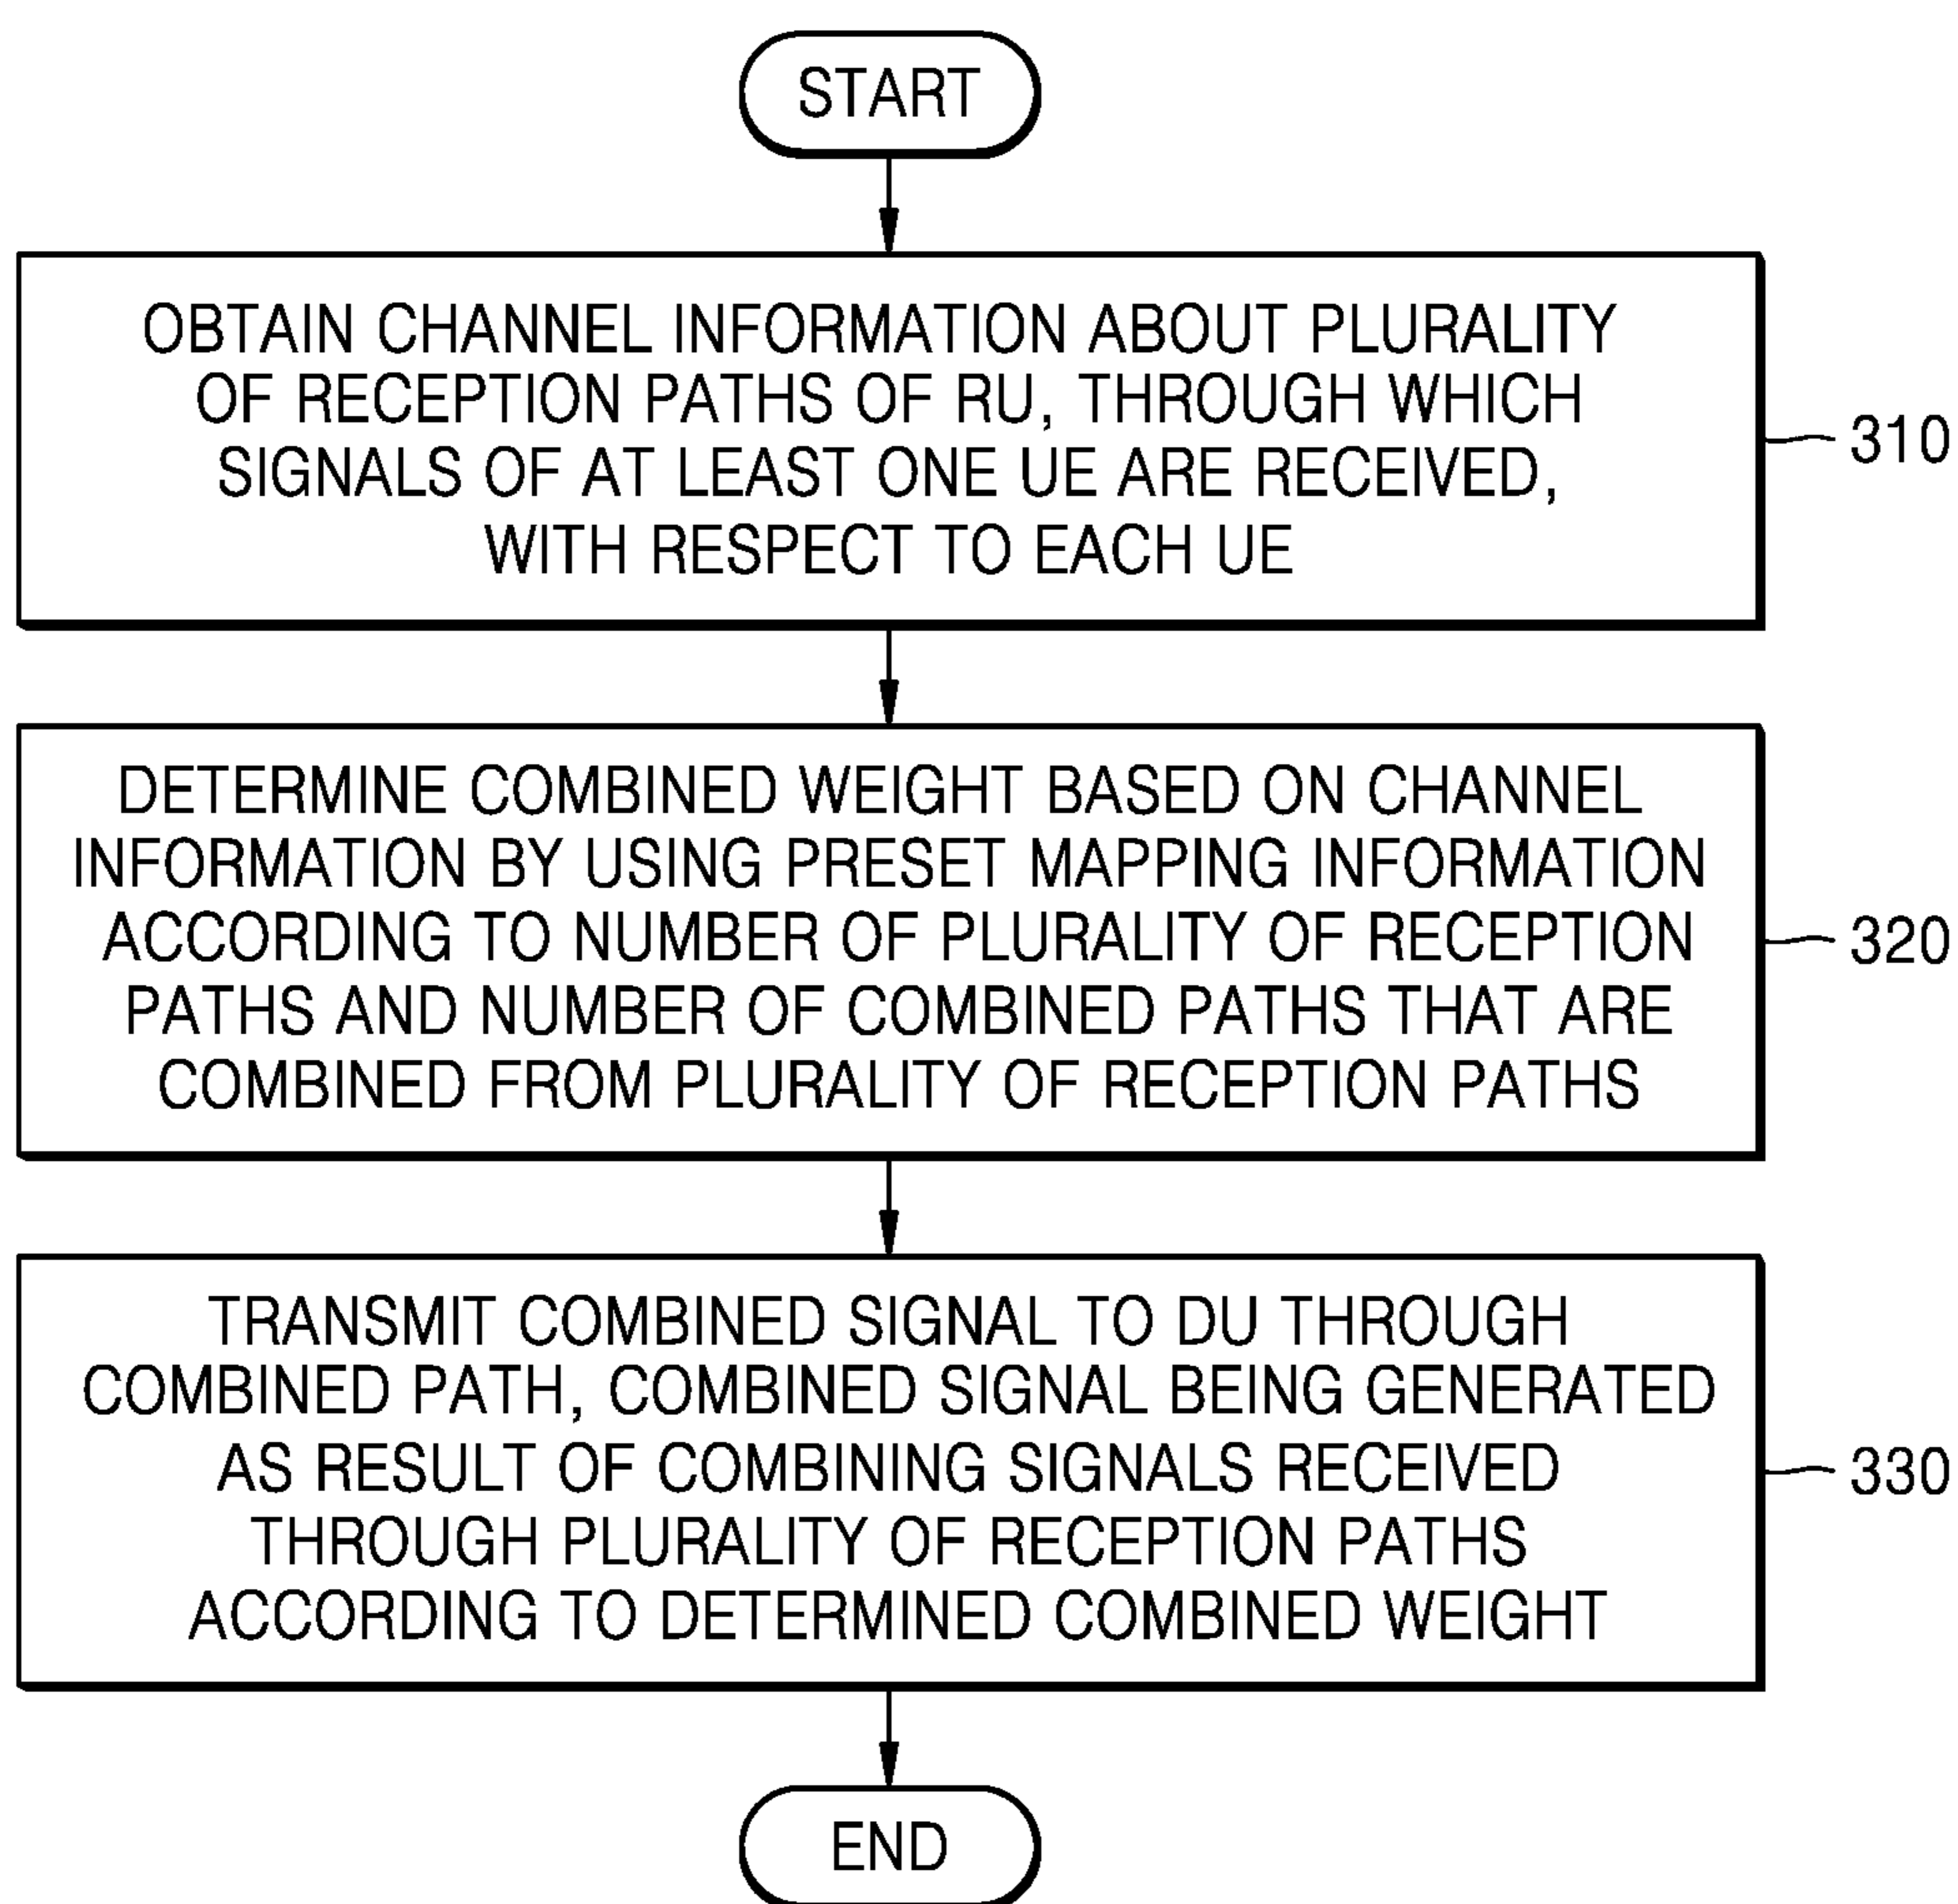 START
OBTAIN CHANNEL INFORMATION ABOUT PLURALITY
OF RECEPTION PATHS OF RU, THROUGH WHICH
SIGNALS OF AT LEAST ONE UE ARE RECEIVED,
WITH RESPECT TO EACH UE
310
DETERMINE COMBINED WEIGHT BASED ON CHANNEL
INFORMATION BY USING PRESET MAPPING INFORMATION
ACCORDING TO NUMBER OF PLURALITY OF RECEPTION
PATHS AND NUMBER OF COMBINED PATHS THAT ARE
COMBINED FROM PLURALITY OF RECEPTION PATHS
320
TRANSMIT COMBINED SIGNAL TO DU THROUGH
COMBINED PATH, COMBINED SIGNAL BEING GENERATED
AS RESULT OF COMBINING SIGNALS RECEIVED
THROUGH PLURALITY OF RECEPTION PATHS
ACCORDING TO DETERMINED COMBINED WEIGHT
330
END